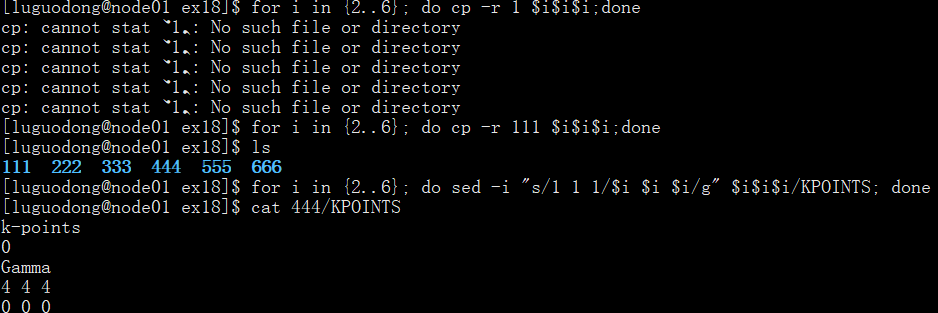 [luguodong@node01 ex18]$ for i in {2..6}; do cp -r 1 $i$i$i;done
cp: cannot stat `1': No such file or directory
cp: cannot stat `1': No such file or directory
cp: cannot stat `1': No such file or directory
cp: cannot stat `1': No such file or directory
cp: cannot stat `1': No such file or directory
[luguodong@node01 ex18]$ for i in {2..6}; do cp -r 111 $i$i$i;done
[luguodong@node01 ex18]$ ls
111 222 333 444 555 666
[luguodong@node01 ex18]$ for i in {2..6}; do sed -i "s/1 1 1/$i $i $i/g" $i$i$i/KPOINTS; done
[luguodong@node01 ex18]$ cat 444/KPOINTS
k-points
0
Gamma
4 4 4
0 0 0